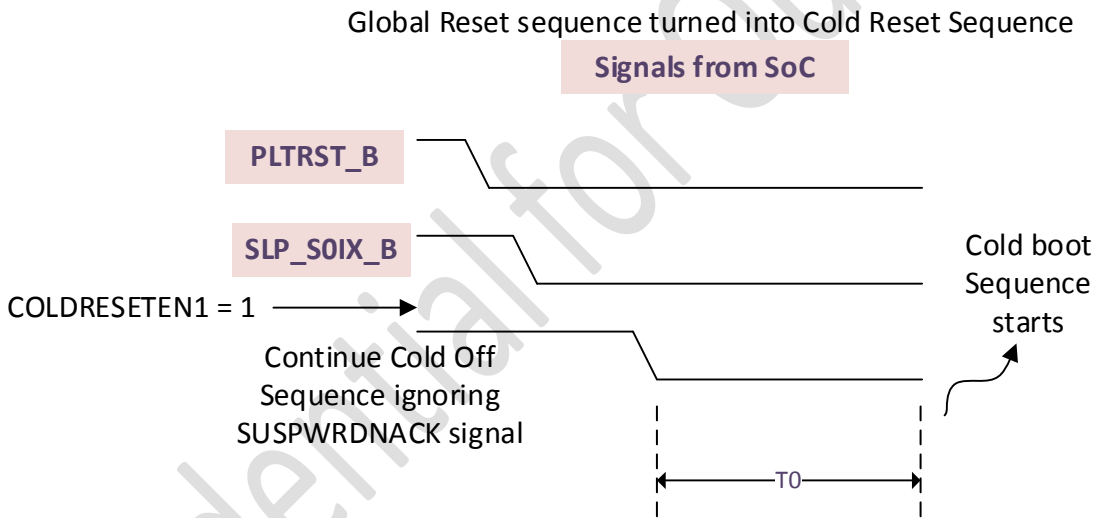 Global Reset sequence turned into Cold Reset Sequence
Signals from SoC
PLTRST_B
SLP_S0IX_B
COLDRESETEN1 = 1
Continue Cold Off
Sequence ignoring
SUSPWRDNACK signal
Cold boot
Sequence
starts
T0